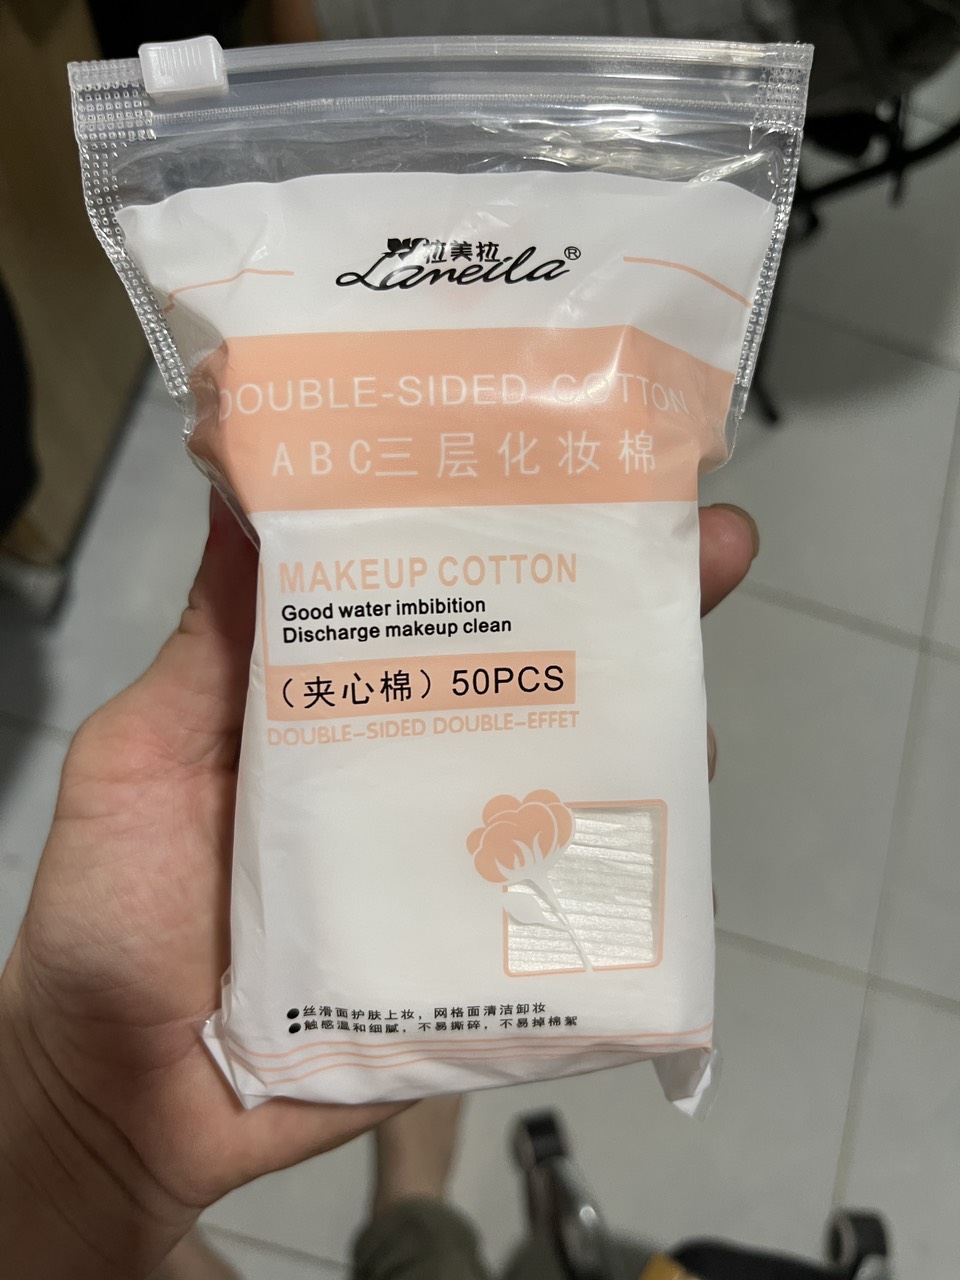 拉美拉
Lameila®
DOUBLE-SIDED COTTON
ABC三层化妆棉
MAKEUP COTTON
Good water imbibition
Discharge makeup clean
（夹心棉）50PCS
DOUBLE-SIDED DOUBLE-EFFET
●丝滑面护肤上妆，网格面清洁卸妆
●触感温和细腻，不易撕碎，不易掉棉絮